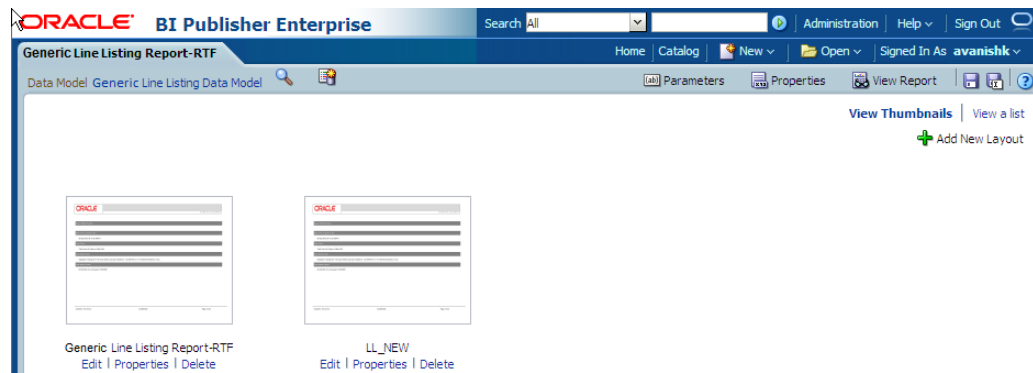 ORACLE BI Publisher Enterprise Search All Administration Help Sign Out
Generic Line Listing Report-RTF Home Catalog New Open Signed In As avanishk
Data Model Generic Line Listing Data Model Parameters Properties View Report
View Thumbnails View a list
Add New Layout
ORACLE ORACLE
Generic Line Listing Report-RTF LL_NEW
Edit | Properties | Delete Edit | Properties | Delete